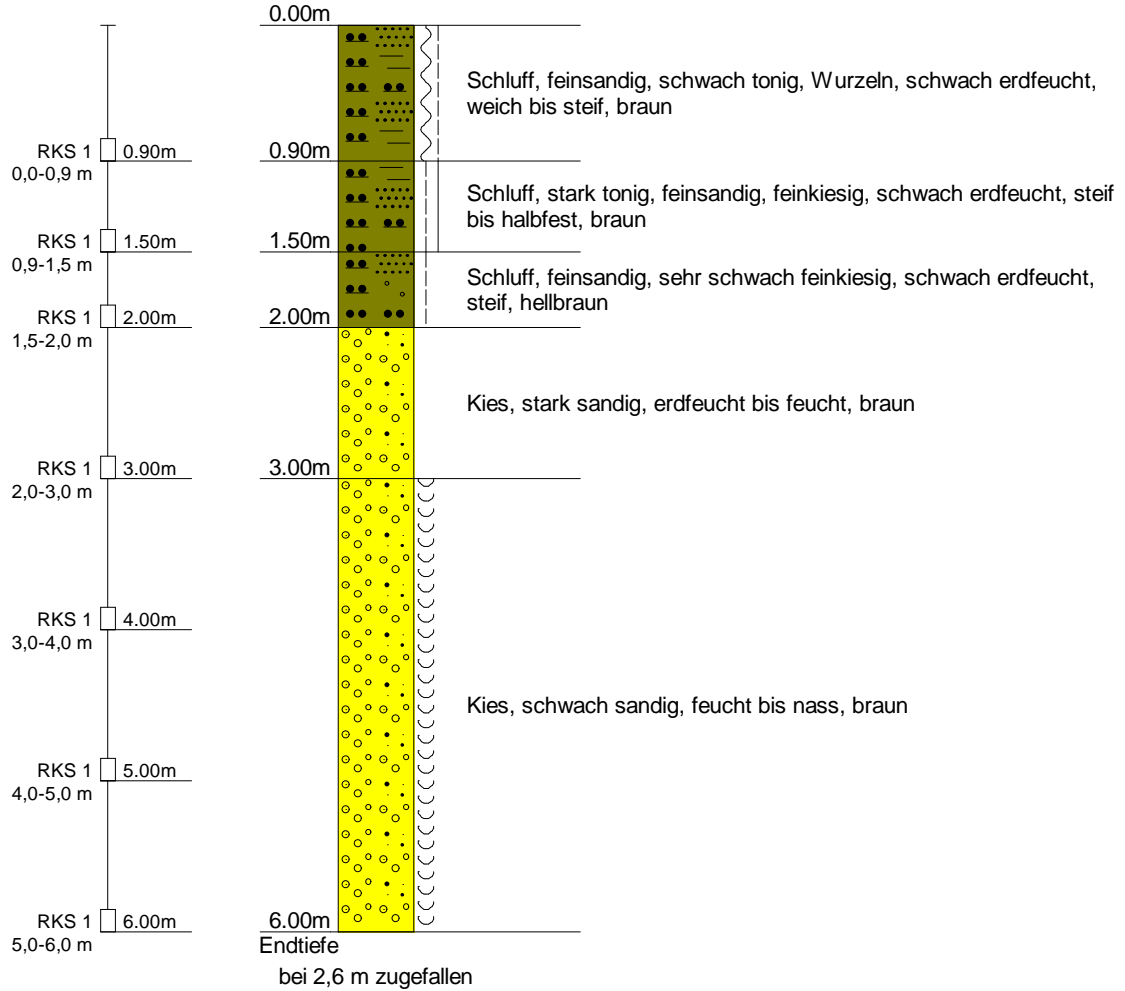 0.00m
Schluff, feinsandig, schwach tonig, Wurzeln, schwach erdfeucht,
weich bis steif, braun
RKS 1 0.90m
0,0-0,9 m
0.90m
Schluff, stark tonig, feinsandig, feinkiesig, schwach erdfeucht, steif
bis halbfest, braun
RKS 1 1.50m
0,9-1,5 m
1.50m
Schluff, feinsandig, sehr schwach feinkiesig, schwach erdfeucht,
steif, hellbraun
RKS 1 2.00m
1,5-2,0 m
2.00m
Kies, stark sandig, erdfeucht bis feucht, braun
RKS 1 3.00m
2,0-3,0 m
3.00m
RKS 1 4.00m
3,0-4,0 m
Kies, schwach sandig, feucht bis nass, braun
RKS 1 5.00m
4,0-5,0 m
RKS 1 6.00m
5,0-6,0 m
6.00m
Endtiefe
bei 2,6 m zugefallen